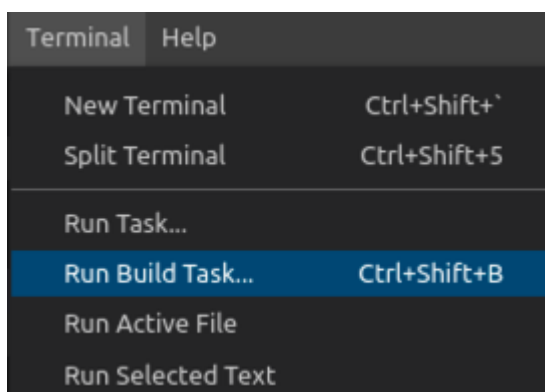 Terminal Help
New Terminal Ctrl+Shift+`
Split Terminal Ctrl+Shift+5
Run Task...
Run Build Task... Ctrl+Shift+B
Run Active File
Run Selected Text